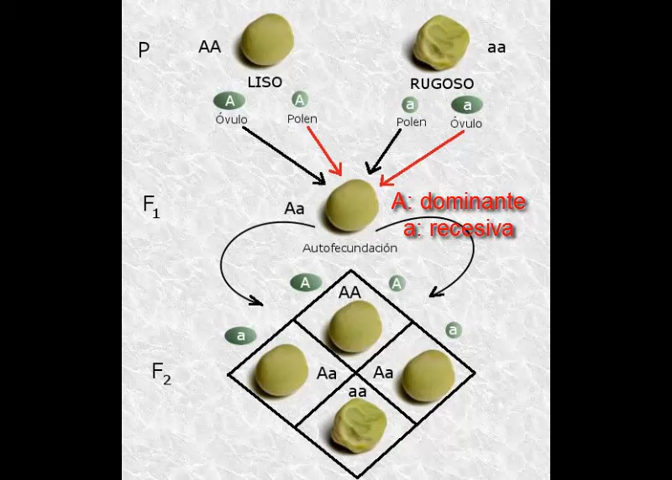 P
AA
aa
LISO
RUGOSO
A
A
a
a
Óvulo
Polen
Polen
Óvulo
F1
Aa
A: dominante
a: recesiva
Autofecundación
A
A
AA
a
a
F2
Aa
Aa
aa